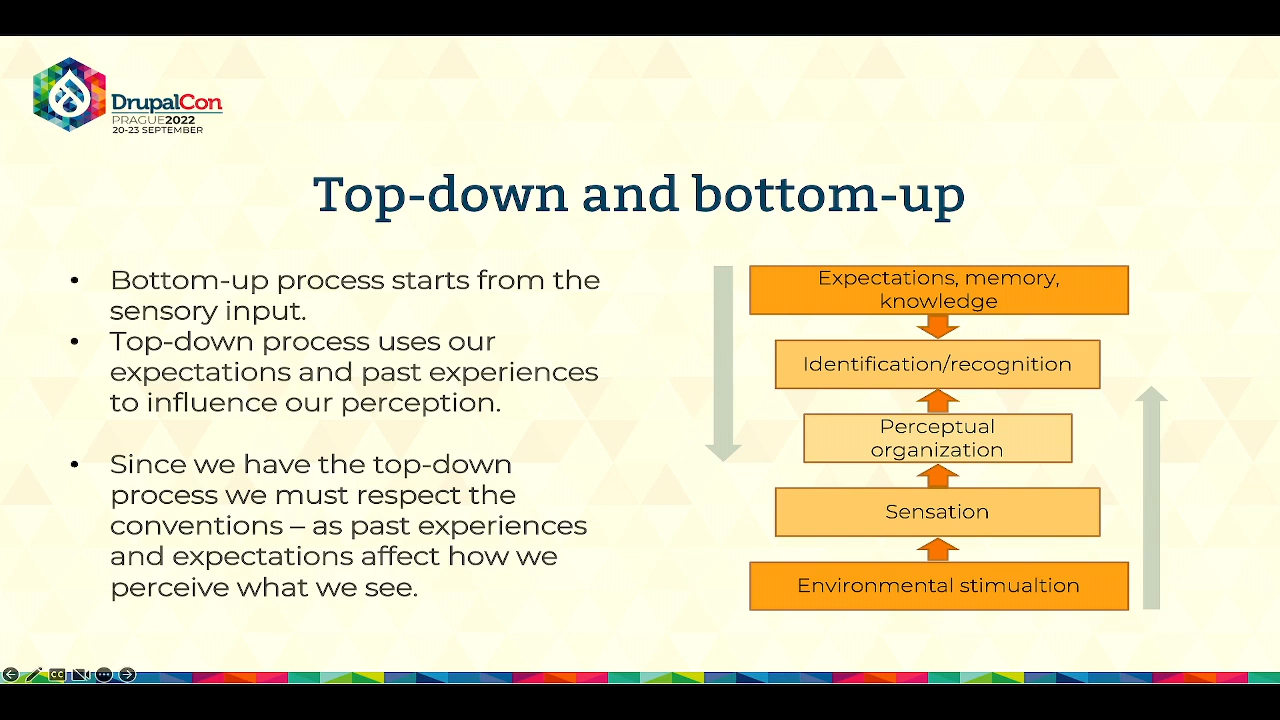 DrupalCon
PRAGUE2022
20-23 SEPTEMBER
Top-down and bottom-up
• Bottom-up process starts from the
sensory input.
• Top-down process uses our
expectations and past experiences
to influence our perception.
• Since we have the top-down
process we must respect the
conventions – as past experiences
and expectations affect how we
perceive what we see.
Expectations, memory,
knowledge
Identification/recognition
Perceptual
organization
Sensation
Environmental stimualtion
CC